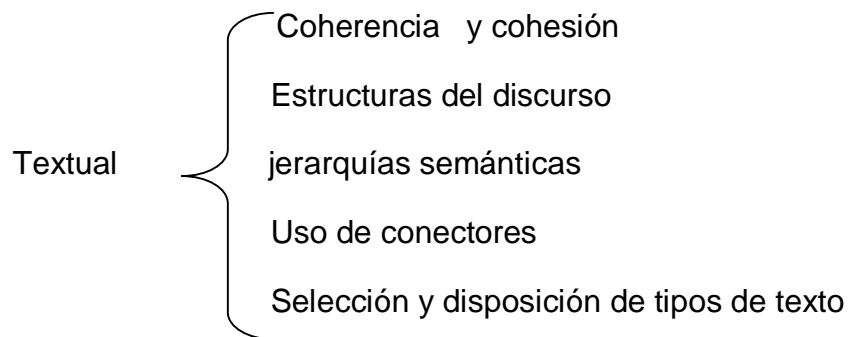 Coherencia y cohesión
Estructuras del discurso
Textual
jerarquías semánticas
Uso de conectores
Selección y disposición de tipos de texto